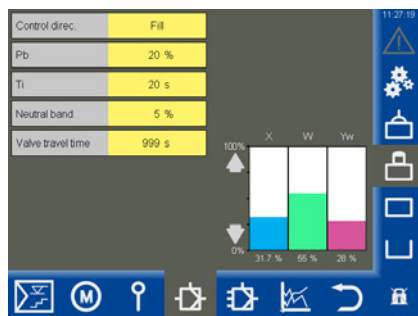 11:27:19
Control direc. Fill
Pb 20 %
Ti 20 s
Neutral band 5 %
Valve travel time 999 s
X W Yw
100%
0%
31.7 % 55 % 28 %
M